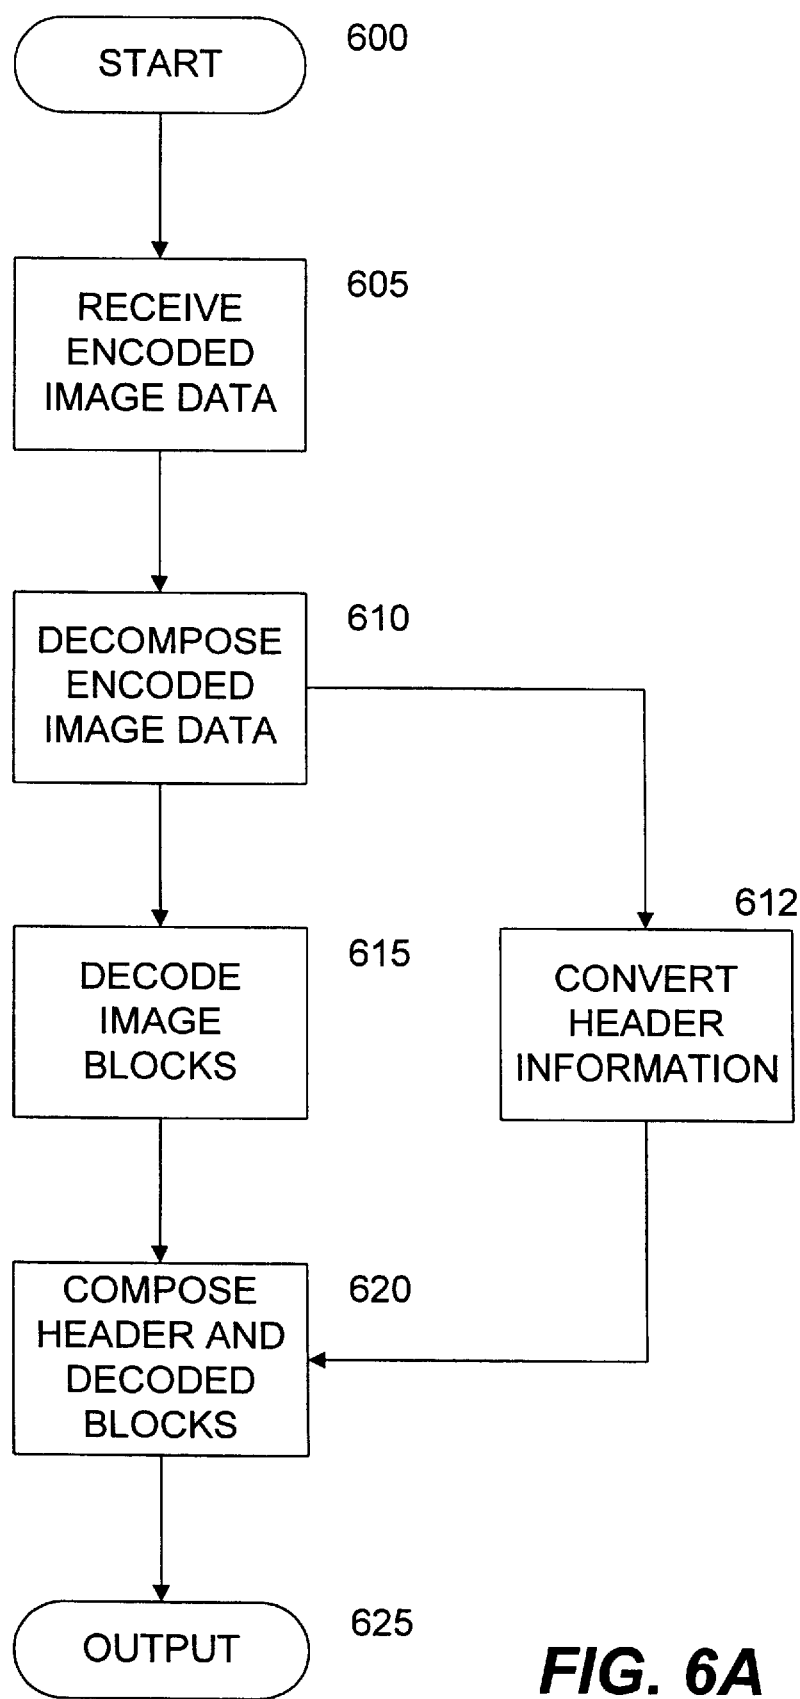 START
600
RECEIVE
ENCODED
IMAGE DATA
605
DECOMPOSE
ENCODED
IMAGE DATA
610
DECODE
IMAGE
BLOCKS
615
612
CONVERT
HEADER
INFORMATION
COMPOSE
HEADER AND
DECODED
BLOCKS
620
OUTPUT
625
FIG. 6A